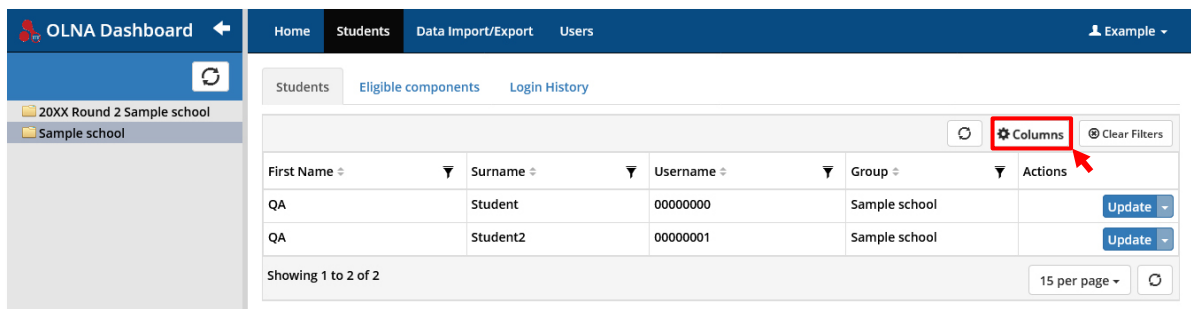 OLNA Dashboard
Home Students Data Import/Export Users Example
Students Eligible components Login History
20XX Round 2 Sample school
Sample school
Columns Clear Filters
First Name Surname Username Group Actions
QA Student 00000000 Sample school Update
QA Student2 00000001 Sample school Update
Showing 1 to 2 of 2
15 per page